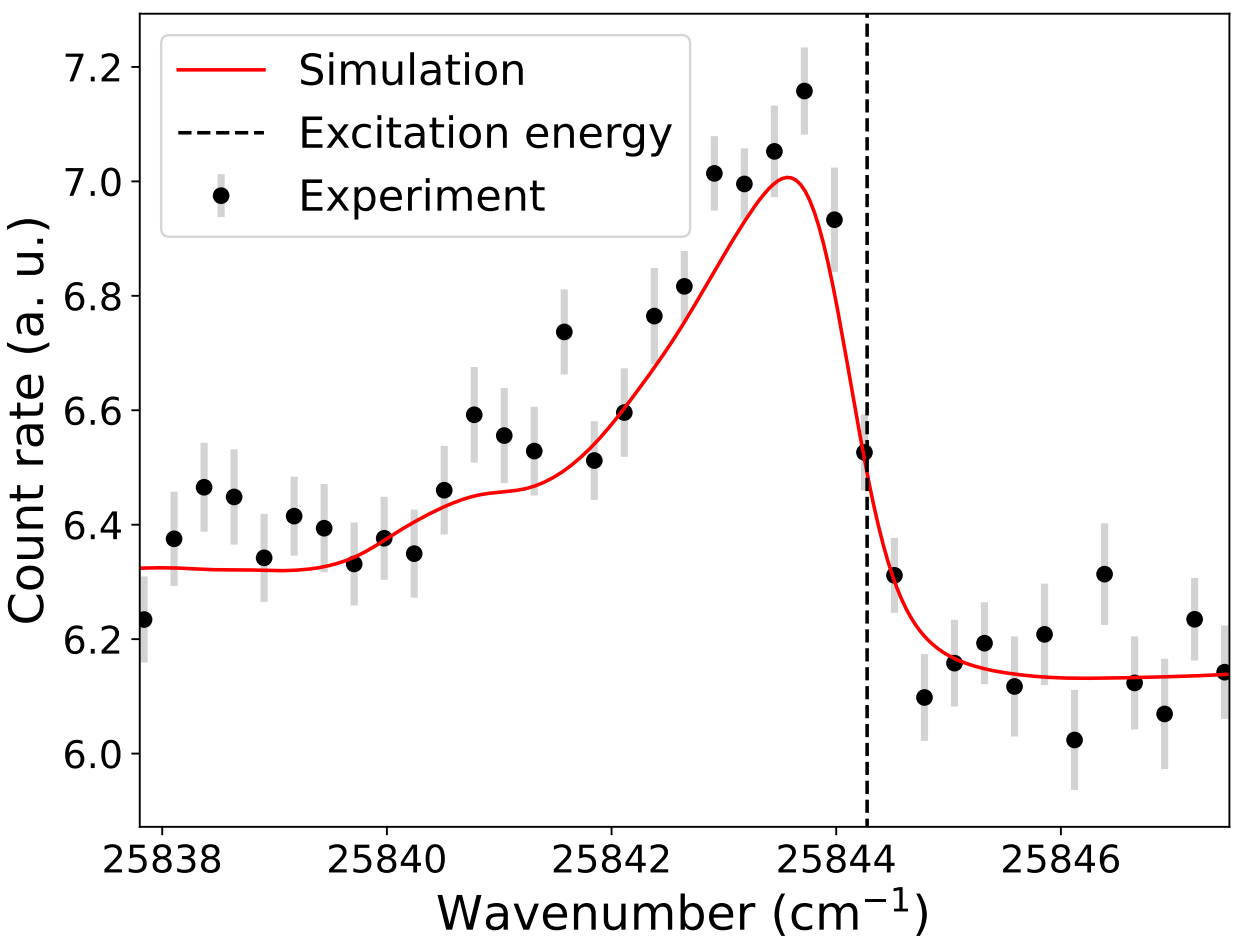 Simulation
Excitation energy
Experiment
7.2
7.0
6.8
6.6
6.4
6.2
6.0
Count rate (a. u.)
25838 25840 25842 25844 25846
Wavenumber (cm⁻¹)